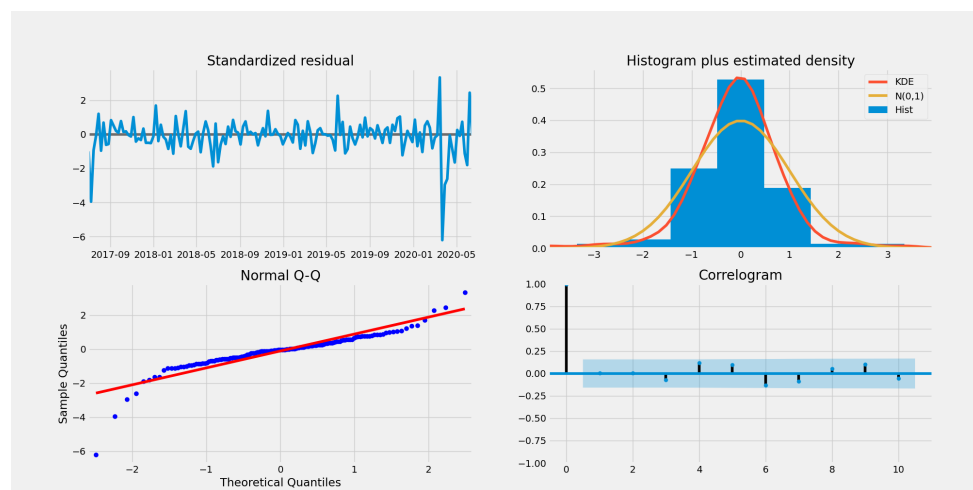 Standardized residual
2
0
−2
−4
−6
2017-09 2018-01 2018-05 2018-09 2019-01 2019-05 2019-09 2020-01 2020-05
Histogram plus estimated density
KDE
N(0,1)
Hist
0.5
0.4
0.3
0.2
0.1
0.0
−3 −2 −1 0 1 2 3
Normal Q-Q
Sample Quantiles
2
0
−2
−4
−6
−2 −1 0 1 2
Theoretical Quantiles
Correlogram
1.00
0.75
0.50
0.25
0.00
−0.25
−0.50
−0.75
−1.00
0 2 4 6 8 10